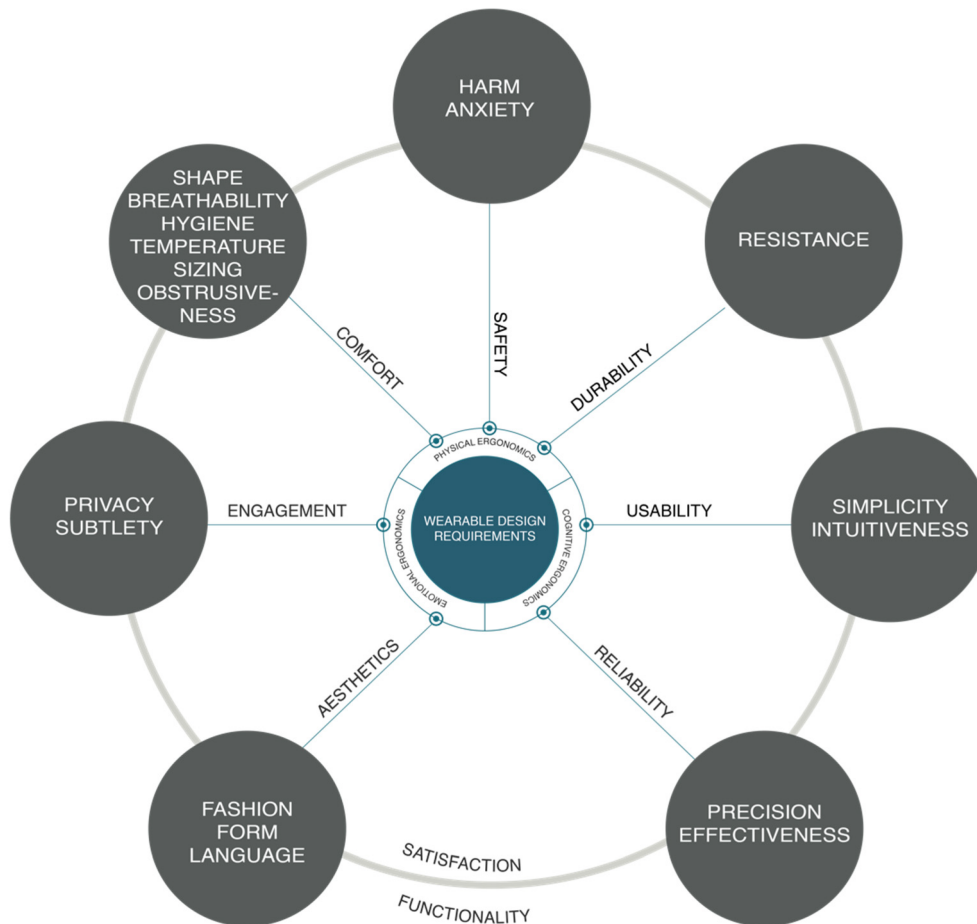 HARM
ANXIETY
SHAPE
BREATHABILITY
HYGIENE
TEMPERATURE
SIZING
OBSTRUSIVE-
NESS
RESISTANCE
COMFORT
SAFETY
DURABILITY
PHYSICAL ERGONOMICS
PRIVACY
SUBTLETY
ENGAGEMENT
EMOTIONAL ERGONOMICS
WEARABLE DESIGN
REQUIREMENTS
COGNITIVE ERGONOMICS
USABILITY
SIMPLICITY
INTUITIVENESS
AESTHETICS
RELIABILITY
FASHION
FORM
LANGUAGE
PRECISION
EFFECTIVENESS
SATISFACTION
FUNCTIONALITY